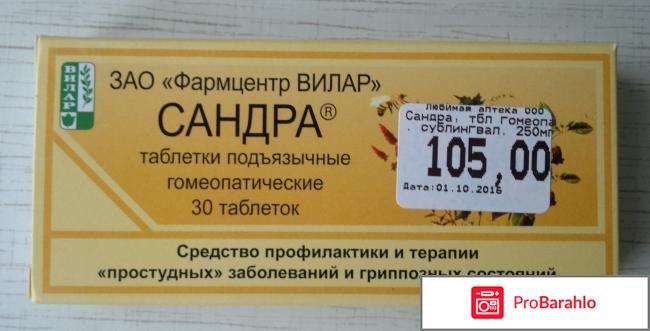 ВИЛАР
ЗАО «Фармцентр ВИЛАР»
САНДРА®
таблетки подъязычные
гомеопатические
30 таблеток
Любимая аптека ООО
Сандра, тбл Гомеопа
. сублингвал. 250мг
105,00
Дата:01.10.2016
Средство профилактики и терапии
«простудных» заболеваний и гриппозных состояний
ProBarahlo